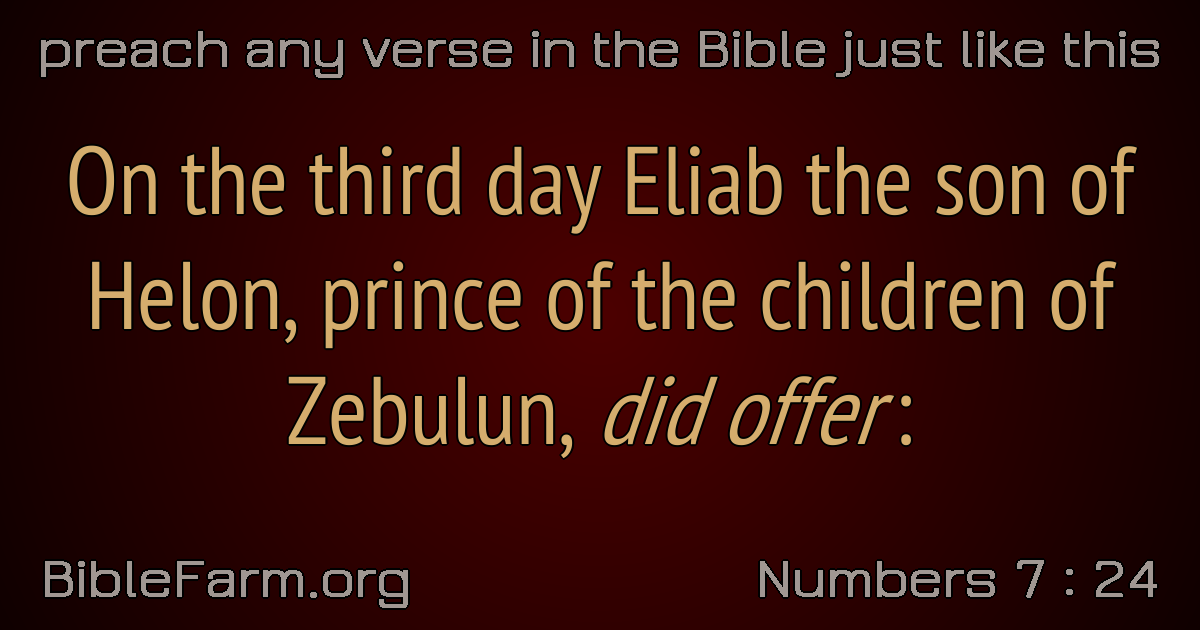 preach any verse in the Bible just like this
On the third day Eliab the son of
Helon, prince of the children of
Zebulun, did offer:
BibleFarm.org
Numbers 7 : 24